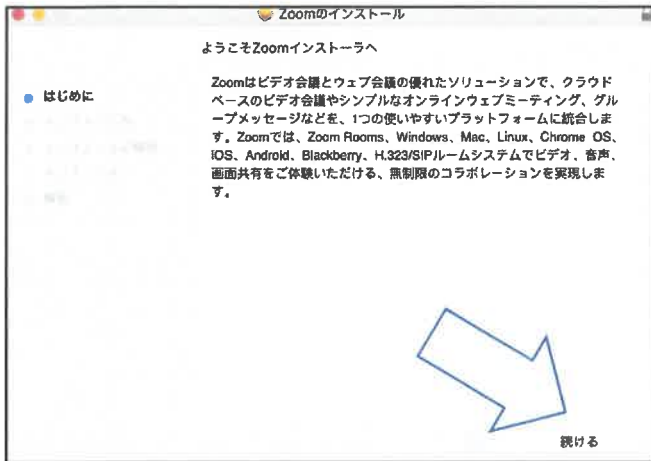 Zoomのインストール
ようこそZoomインストーラへ
はじめに
Zoomはビデオ会議とウェブ会議の優れたソリューションで、クラウド
ベースのビデオ会議やシンプルなオンラインウェブミーティング、グル
ープメッセージなどを、1つの使いやすいプラットフォームに統合しま
す。Zoomでは、Zoom Rooms、Windows、Mac、Linux、Chrome OS、
iOS、Android、Blackberry、H.323/SIPルームシステムでビデオ、音声、
画面共有をご体験いただける、無制限のコラボレーションを実現しま
す。
続ける